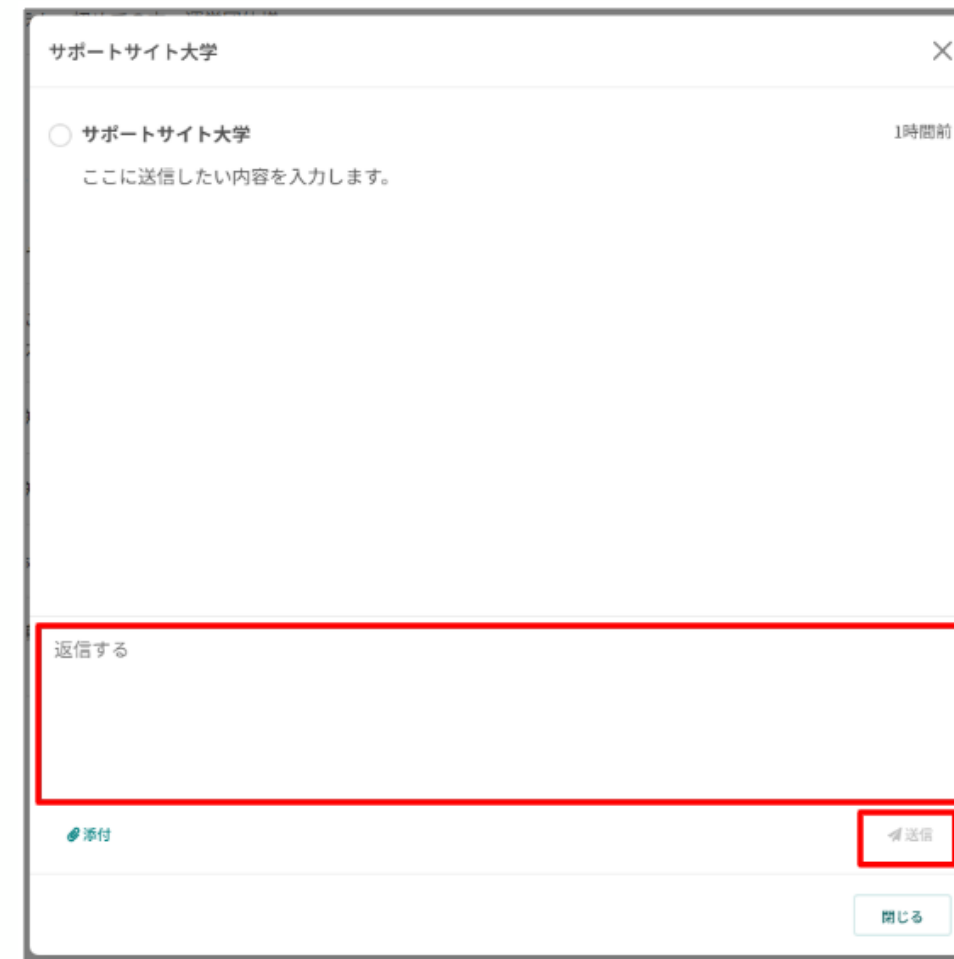 サポートサイト大学
サポートサイト大学
1時間前
ここに送信したい内容を入力します。
返信する
添付
送信
閉じる